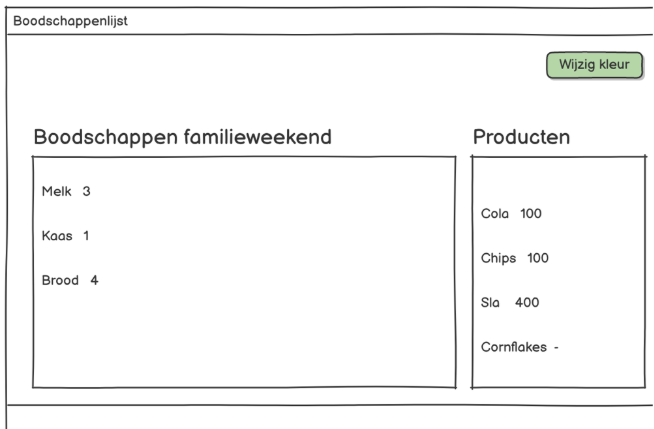 Boodschappenlijst
Wijzig kleur
Boodschappen familieweekend
Melk 3
Kaas 1
Brood 4
Producten
Cola 100
Chips 100
Sla 400
Cornflakes -